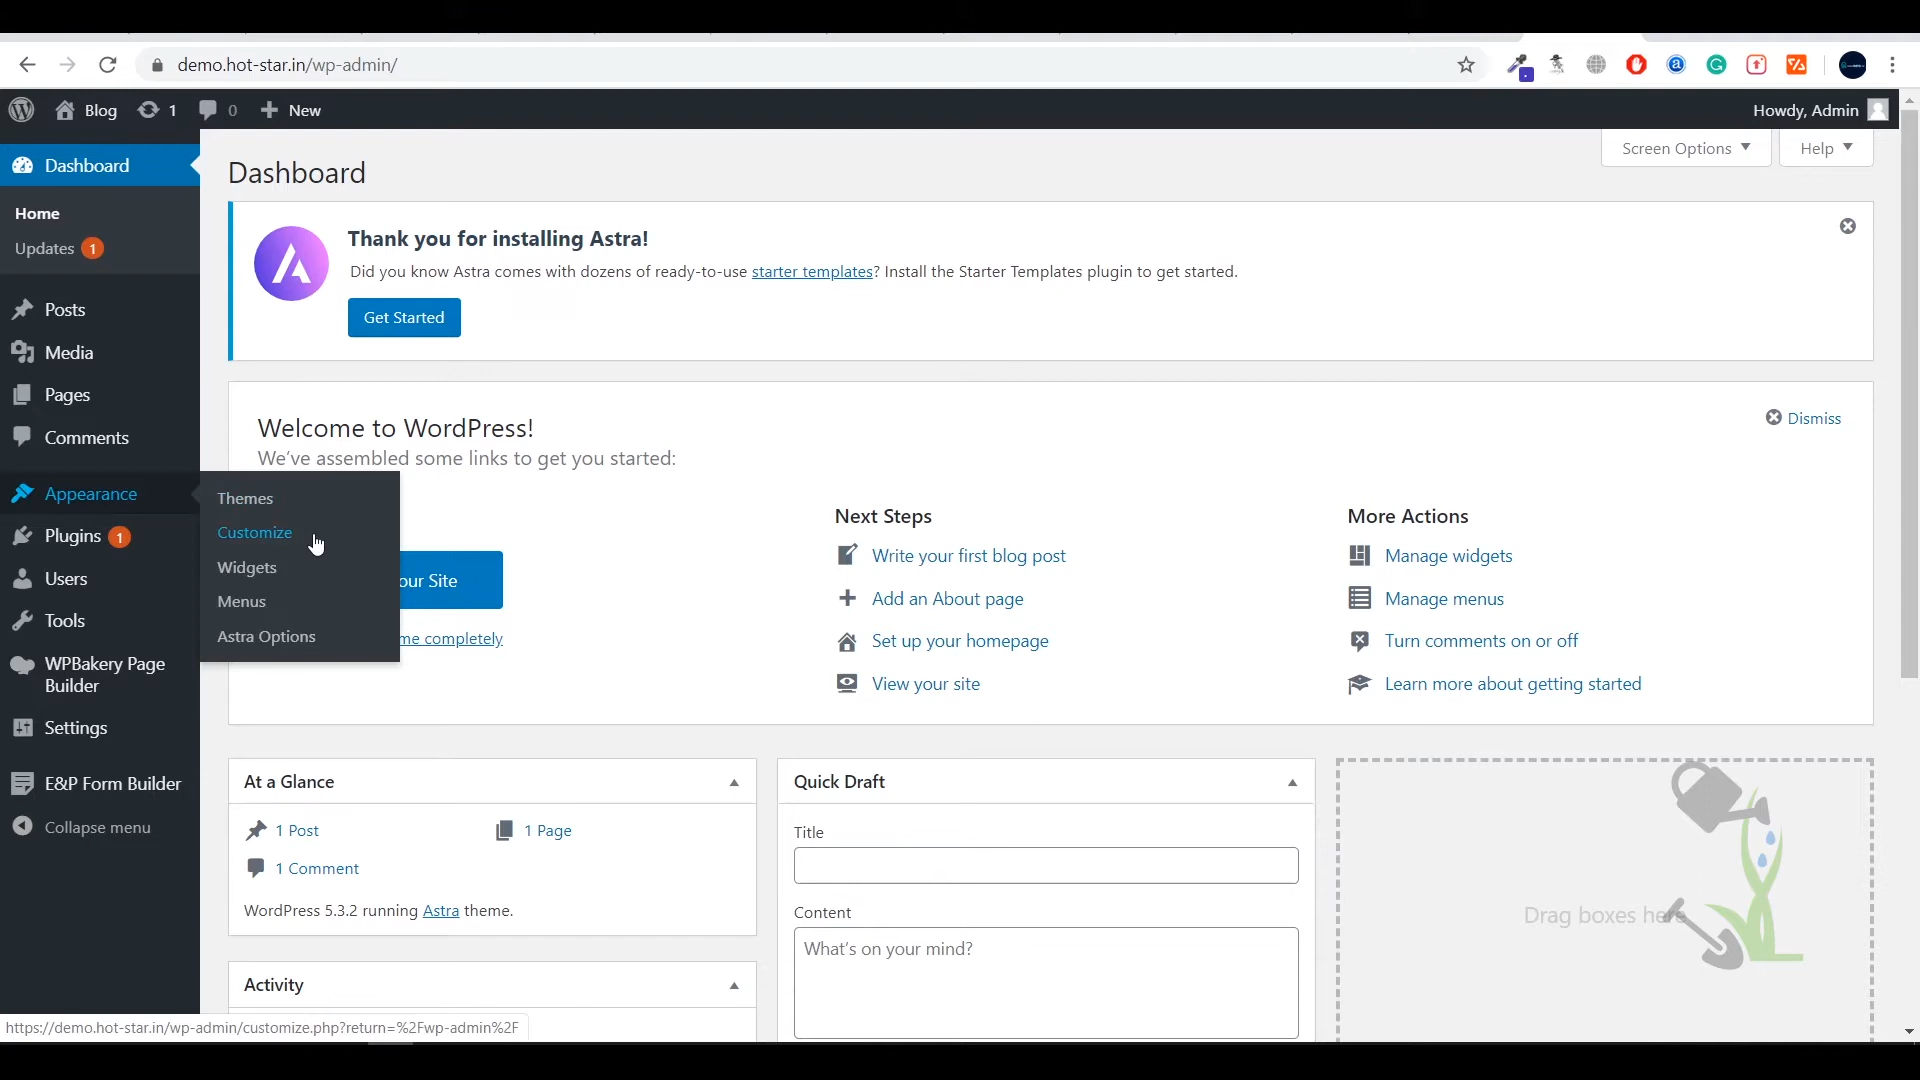 demo.hot-star.in/wp-admin/
Blog 1 0 New
Howdy, Admin
Dashboard
Home
Updates 1
Posts
Media
Pages
Comments
Appearance
Plugins 1
Users
Tools
WPBakery Page
Builder
Settings
E&P Form Builder
Collapse menu
Themes
Customize
Widgets
Menus
Astra Options
Screen Options
Help
Dashboard
Thank you for installing Astra!
Did you know Astra comes with dozens of ready-to-use starter templates? Install the Starter Templates plugin to get started.
Get Started
Welcome to WordPress!
We've assembled some links to get you started:
Dismiss
our Site
me completely
Next Steps
Write your first blog post
Add an About page
Set up your homepage
View your site
More Actions
Manage widgets
Manage menus
Turn comments on or off
Learn more about getting started
At a Glance
1 Post
1 Page
1 Comment
WordPress 5.3.2 running Astra theme.
Activity
Quick Draft
Title
Content
What's on your mind?
Drag boxes here
https://demo.hot-star.in/wp-admin/customize.php?return=%2Fwp-admin%2F